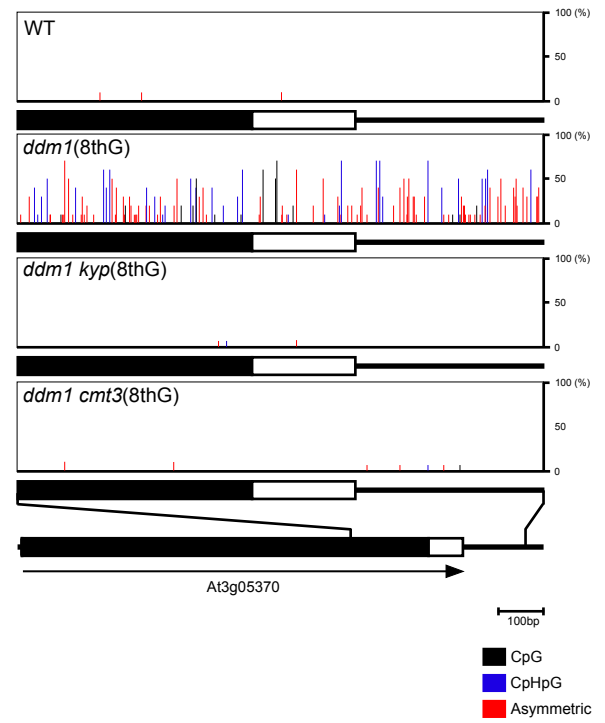 WT
100 (%)
50
0
ddm1(8thG)
100 (%)
50
0
ddm1 kyp(8thG)
100 (%)
50
0
ddm1 cmt3(8thG)
100 (%)
50
0
At3g05370
100bp
CpG
CpHpG
Asymmetric